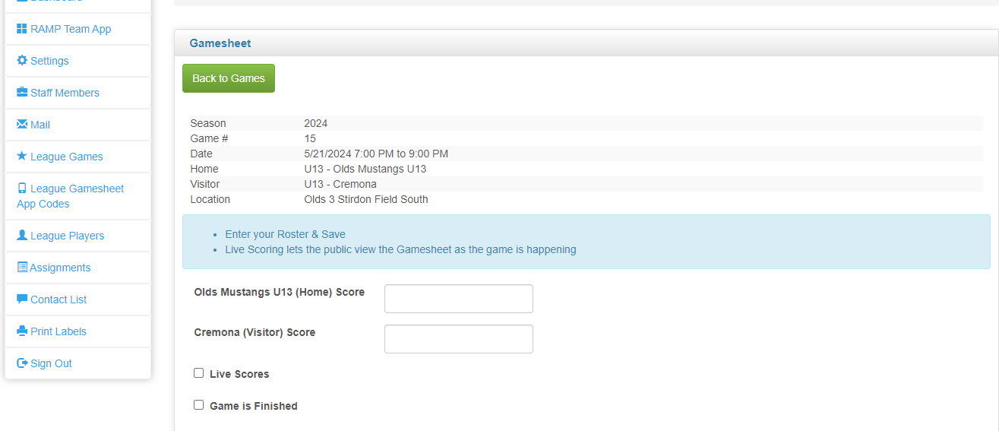 Dashboard
RAMP Team App
Settings
Staff Members
Mail
League Games
League Gamesheet
App Codes
League Players
Assignments
Contact List
Print Labels
Sign Out
Gamesheet
Back to Games
Season 2024
Game # 15
Date 5/21/2024 7:00 PM to 9:00 PM
Home U13 - Olds Mustangs U13
Visitor U13 - Cremona
Location Olds 3 Stirdon Field South
• Enter your Roster & Save
• Live Scoring lets the public view the Gamesheet as the game is happening
Olds Mustangs U13 (Home) Score
Cremona (Visitor) Score
Live Scores
Game is Finished